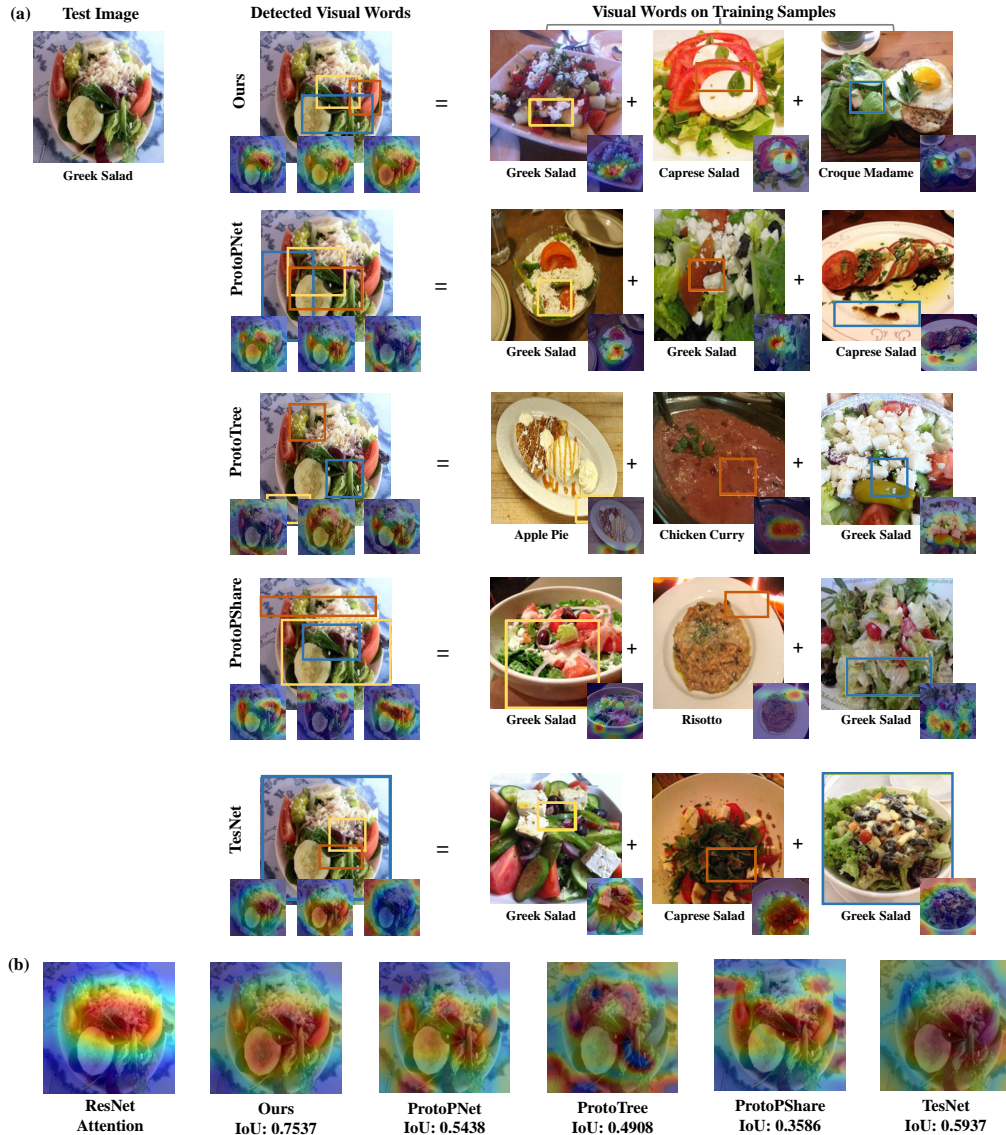 (a)
Test Image
Detected Visual Words
Visual Words on Training Samples
Greek Salad
Ours
=
+
+
Greek Salad
Caprese Salad
Croque Madame
ProtoPNet
=
+
+
Greek Salad
Greek Salad
Caprese Salad
ProtoTree
=
+
+
Apple Pie
Chicken Curry
Greek Salad
ProtoPShare
=
+
+
Greek Salad
Risotto
Greek Salad
TesNet
=
+
+
Greek Salad
Caprese Salad
Greek Salad
(b)
ResNet
Attention
Ours
IoU: 0.7537
ProtoPNet
IoU: 0.5438
ProtoTree
IoU: 0.4908
ProtoPShare
IoU: 0.3586
TesNet
IoU: 0.5937